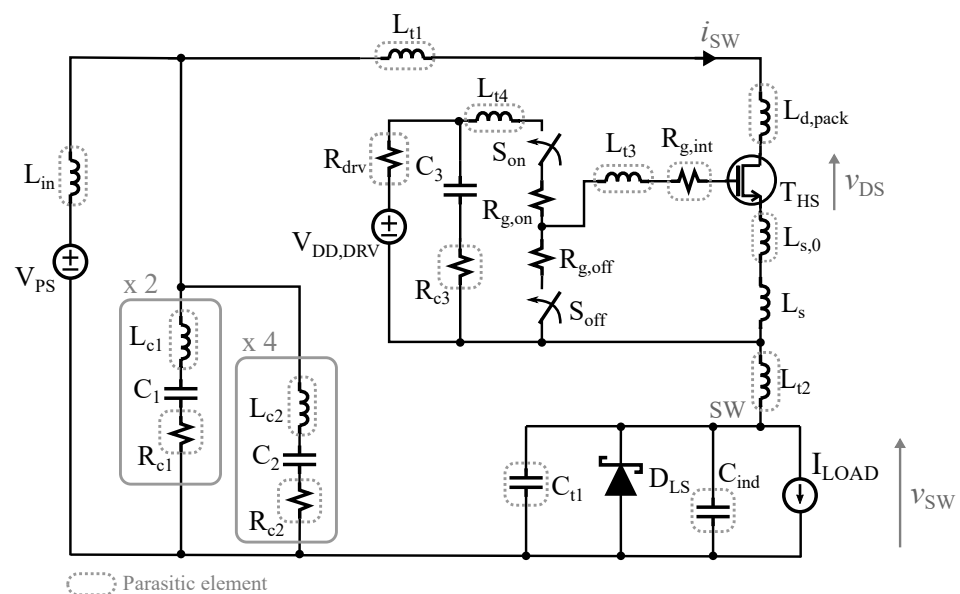 L_t1
i_SW
L_t4
L_d,pack
R_drv
C_3
S_on
L_t3
R_g,int
L_in
v_DS
T_HS
R_g,on
V_DD,DRV
L_s,0
R_g,off
V_PS
R_c3
x 2
S_off
L_s
L_c1
x 4
L_t2
C_1
L_c2
SW
R_c1
C_2
C_t1
D_LS
C_ind
I_LOAD
v_SW
R_c2
Parasitic element